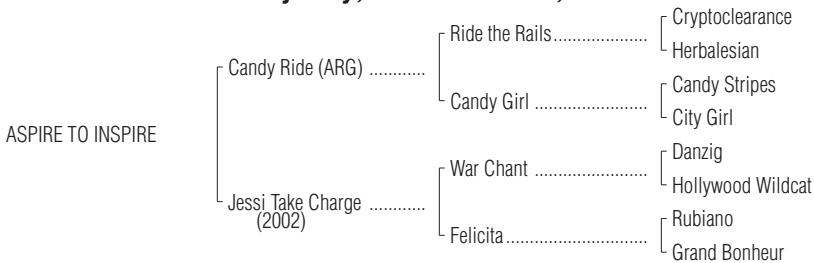 Cryptoclearance
Ride the Rails
Herbalesian
Candy Ride (ARG)
Candy Stripes
Candy Girl
City Girl
ASPIRE TO INSPIRE
Danzig
War Chant
Hollywood Wildcat
Jessi Take Charge
(2002)
Rubiano
Felicita
Grand Bonheur